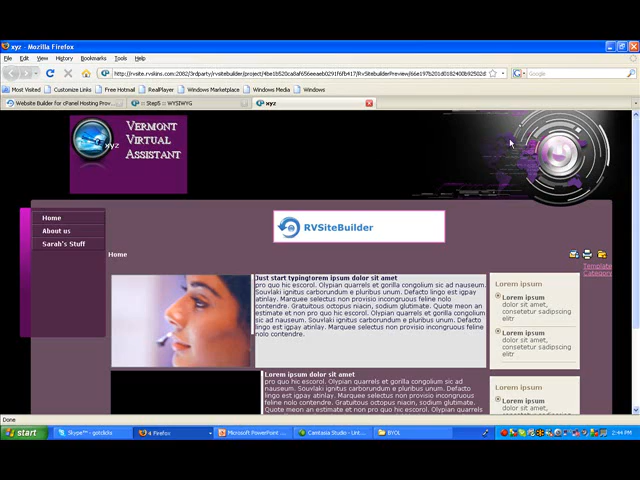 xyz - Mozilla Firefox
File Edit View History Bookmarks Tools Help
Google
Most Visited Customize Links Free Hotmail RealPlayer Windows Marketplace Windows Media Windows
Website Builder for cPanel Hosting Prov... :: Step5 :: WYSIWYG xyz
VERMONT
VIRTUAL
ASSISTANT
xyz
Home
About us
Sarah's Stuff
RVSiteBuilder
Home
Template
Category
Just start typing!orem ipsum dolor sit amet
pro quo hic escorol. Olypian quarrels et gorilla congolium sic ad nauseum.
Souvlaki ignitus carborundum e pluribus unum. Defacto lingo est igpay
atinlay. Marquee selectus non provisio incongruous feline nolo
contendre. Gratuitous octopus niacin, sodium glutimate. Quote meon an
estimate et non pro quo hic escorol. Olypian quarrels et gorilla congolium
sic ad nauseum. Souvlaki ignitus carborundum e pluribus unum. Defacto
lingo est igpay atinlay. Marquee selectus non provisio incongruous feline
nolo contendre.
Lorem ipsum
Lorem ipsum
dolor sit amet,
consetetur sadipscing
elitr
Lorem ipsum
dolor sit amet,
consetetur sadipscing
elitr
Lorem ipsum dolor sit amet
pro quo hic escorol. Olypian quarrels et gorilla congolium sic ad
nauseum. Souvlaki ignitus carborundum e pluribus unum. Defacto
lingo est igpay atinlay. Marquee selectus non provisio incongruous
feline nolo contendre. Gratuitous octopus niacin, sodium
glutimate. Quote meon an estimate et non pro quo hic escorol.
Lorem ipsum
Lorem ipsum
dolor sit amet,
Done
start Skype™ - gotclicks 4 Firefox Microsoft PowerPoint ... Camtasia Studio - Unt... BYOL 2:44 PM